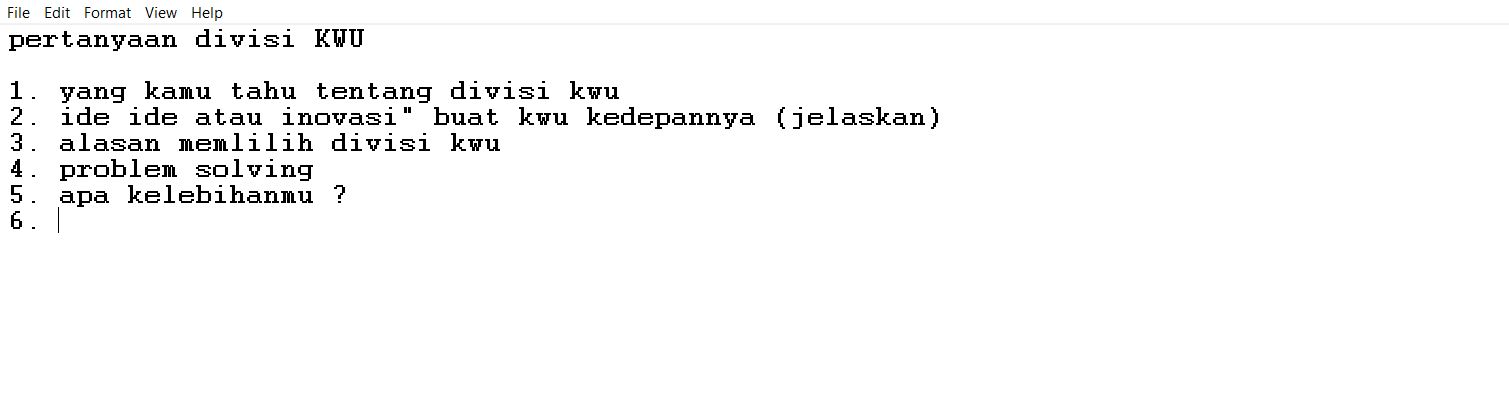 File Edit Format View Help
pertanyaan divisi KWU
1. yang kamu tahu tentang divisi kwu
2. ide ide atau inovasi" buat kwu kedepannya (jelaskan)
3. alasan memlilih divisi kwu
4. problem solving
5. apa kelebihanmu ?
6.